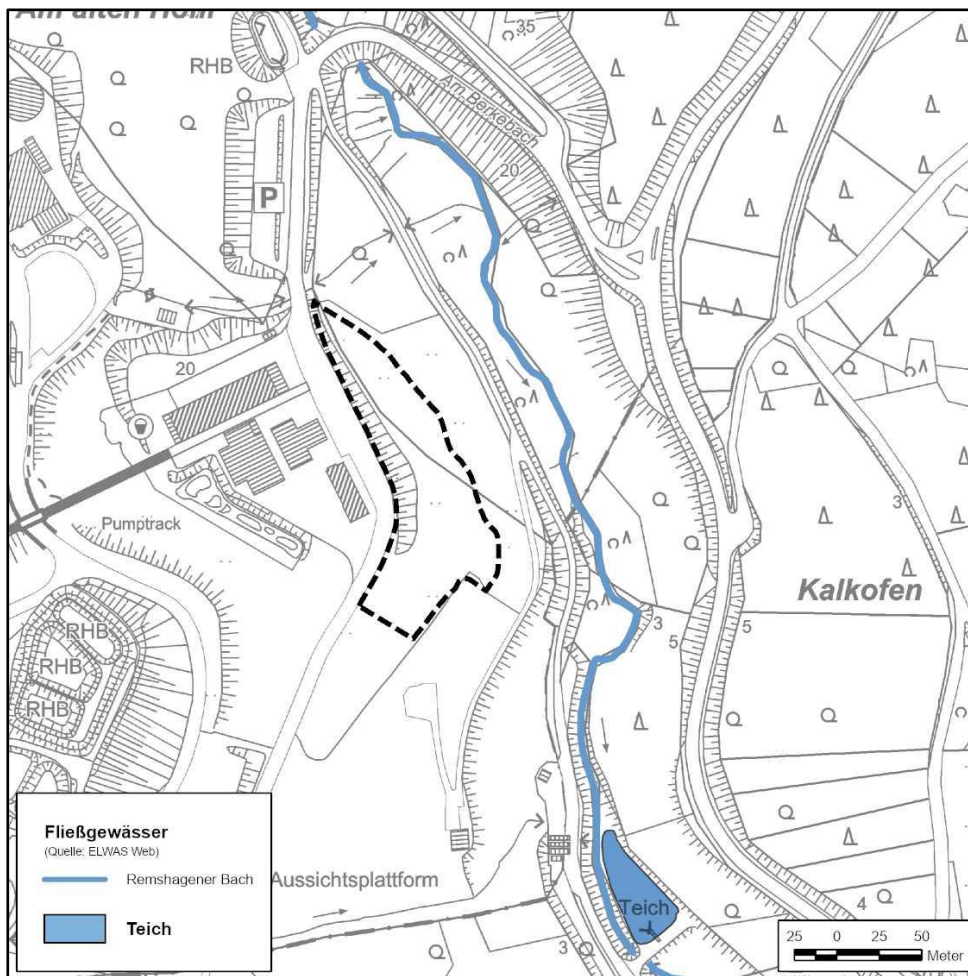 Am alten Hohl
RHB
35
Am Berkebach
20
P
20
Pumptrack
3
Kalkofen
3
5
5
RHB
RHB
RHB
Fließgewässer
(Quelle: ELWAS Web)
Remshagener Bach
Teich
Aussichtsplattform
Teich
3
4
25 0 25 50
Meter